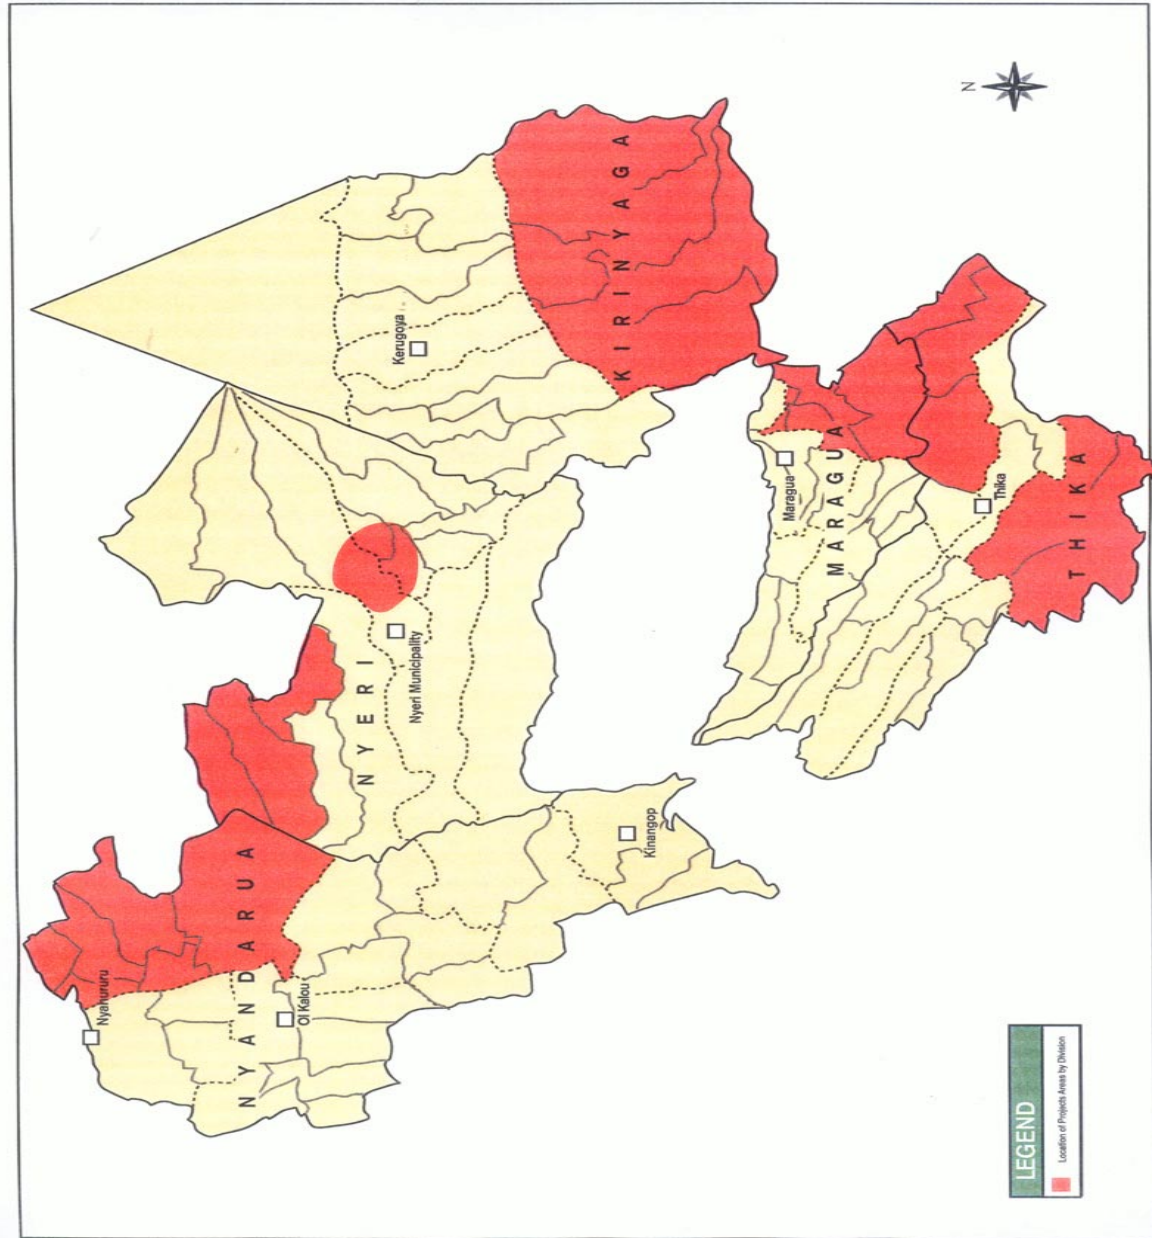 N
Nyahururu
NYANDARUA
Ol Kalou
NYERI
Nyeri Municipality
Kerugoya
KIRINYAGA
Kinangop
Maragua
MARAGUA
Thika
THIKA
LEGEND
Location of Projects Areas by Division